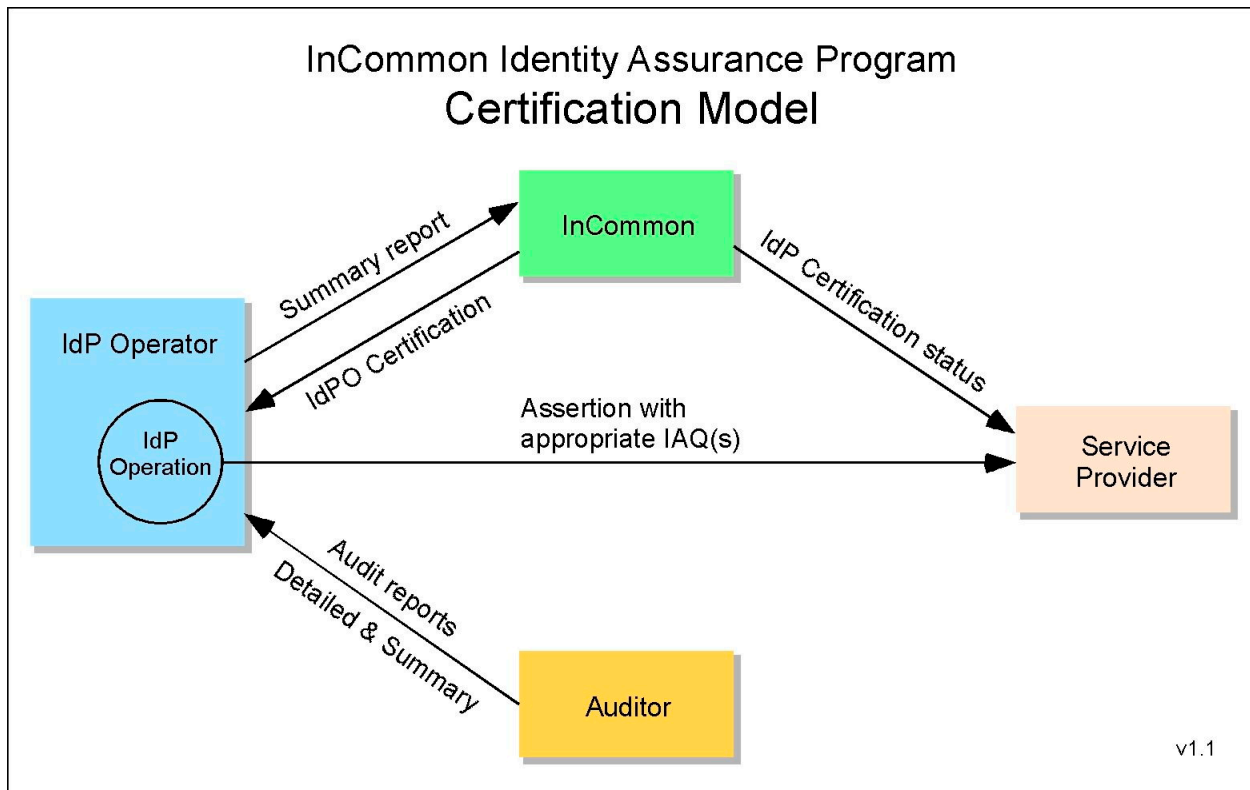 InCommon Identity Assurance Program
Certification Model
InCommon
Summary report
IdPO Certification
IdP Certification status
IdP Operator
IdP
Operation
Assertion with
appropriate IAQ(s)
Service
Provider
Audit reports
Detailed & Summary
Auditor
v1.1